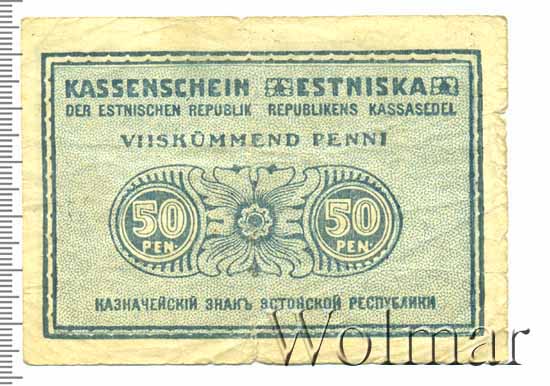 KASSENSCHEIN ESTNISKA
DER ESTNISCHEN REPUBLIK REPUBLIKENS KASSASEDEL
VIISKÜMMEND PENNI
50 50
PEN. PEN.
КАЗНАЧЕЙСКІЙ ЗНАКЪ ЭСТОНСКОЙ РЕСПУБЛИКИ
Wolmar